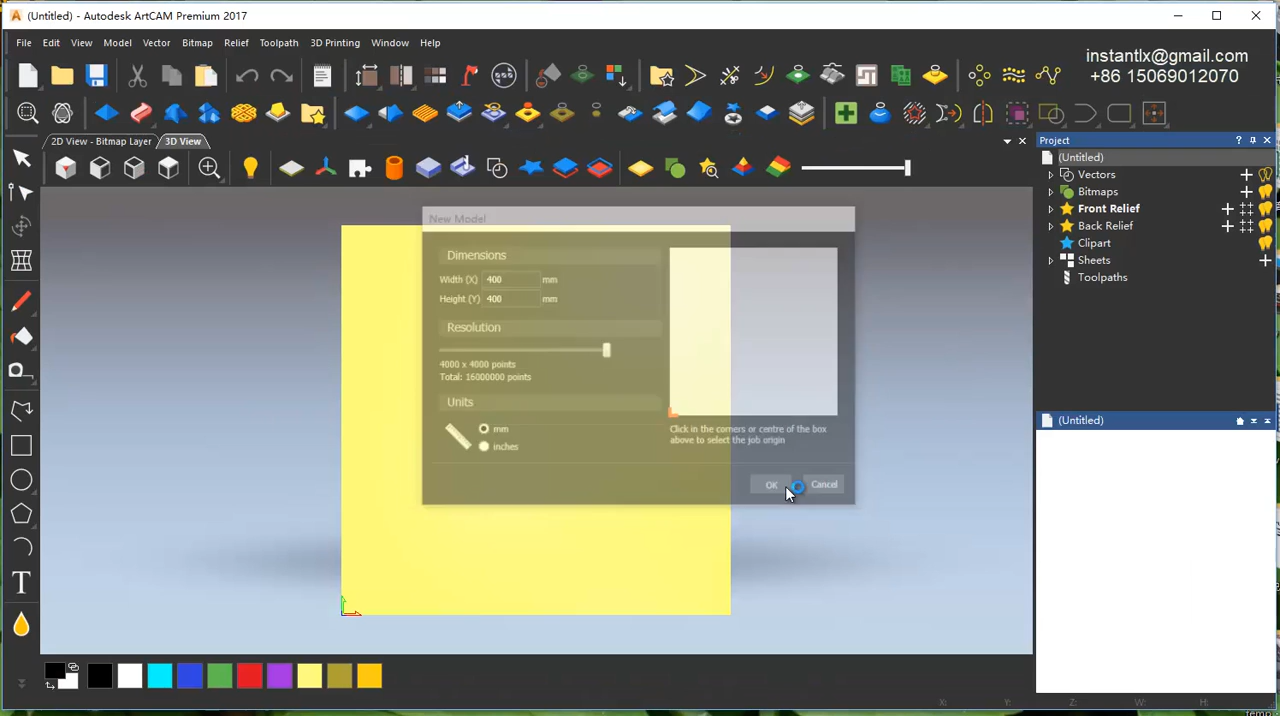 (Untitled) - Autodesk ArtCAM Premium 2017
File Edit View Model Vector Bitmap Relief Toolpath 3D Printing Window Help
instantlx@gmail.com
+86 15069012070
2D View - Bitmap Layer 3D View
Project
(Untitled)
Vectors
Bitmaps
Front Relief
Back Relief
Clipart
Sheets
Toolpaths
(Untitled)
New Model
Dimensions
Width (X) 400 mm
Height (Y) 400 mm
Resolution
4000 x 4000 points
Total: 16000000 points
Units
mm
inches
Click in the corners or centre of the box
above to select the job origin
OK Cancel
X: Y: Z: W: H: